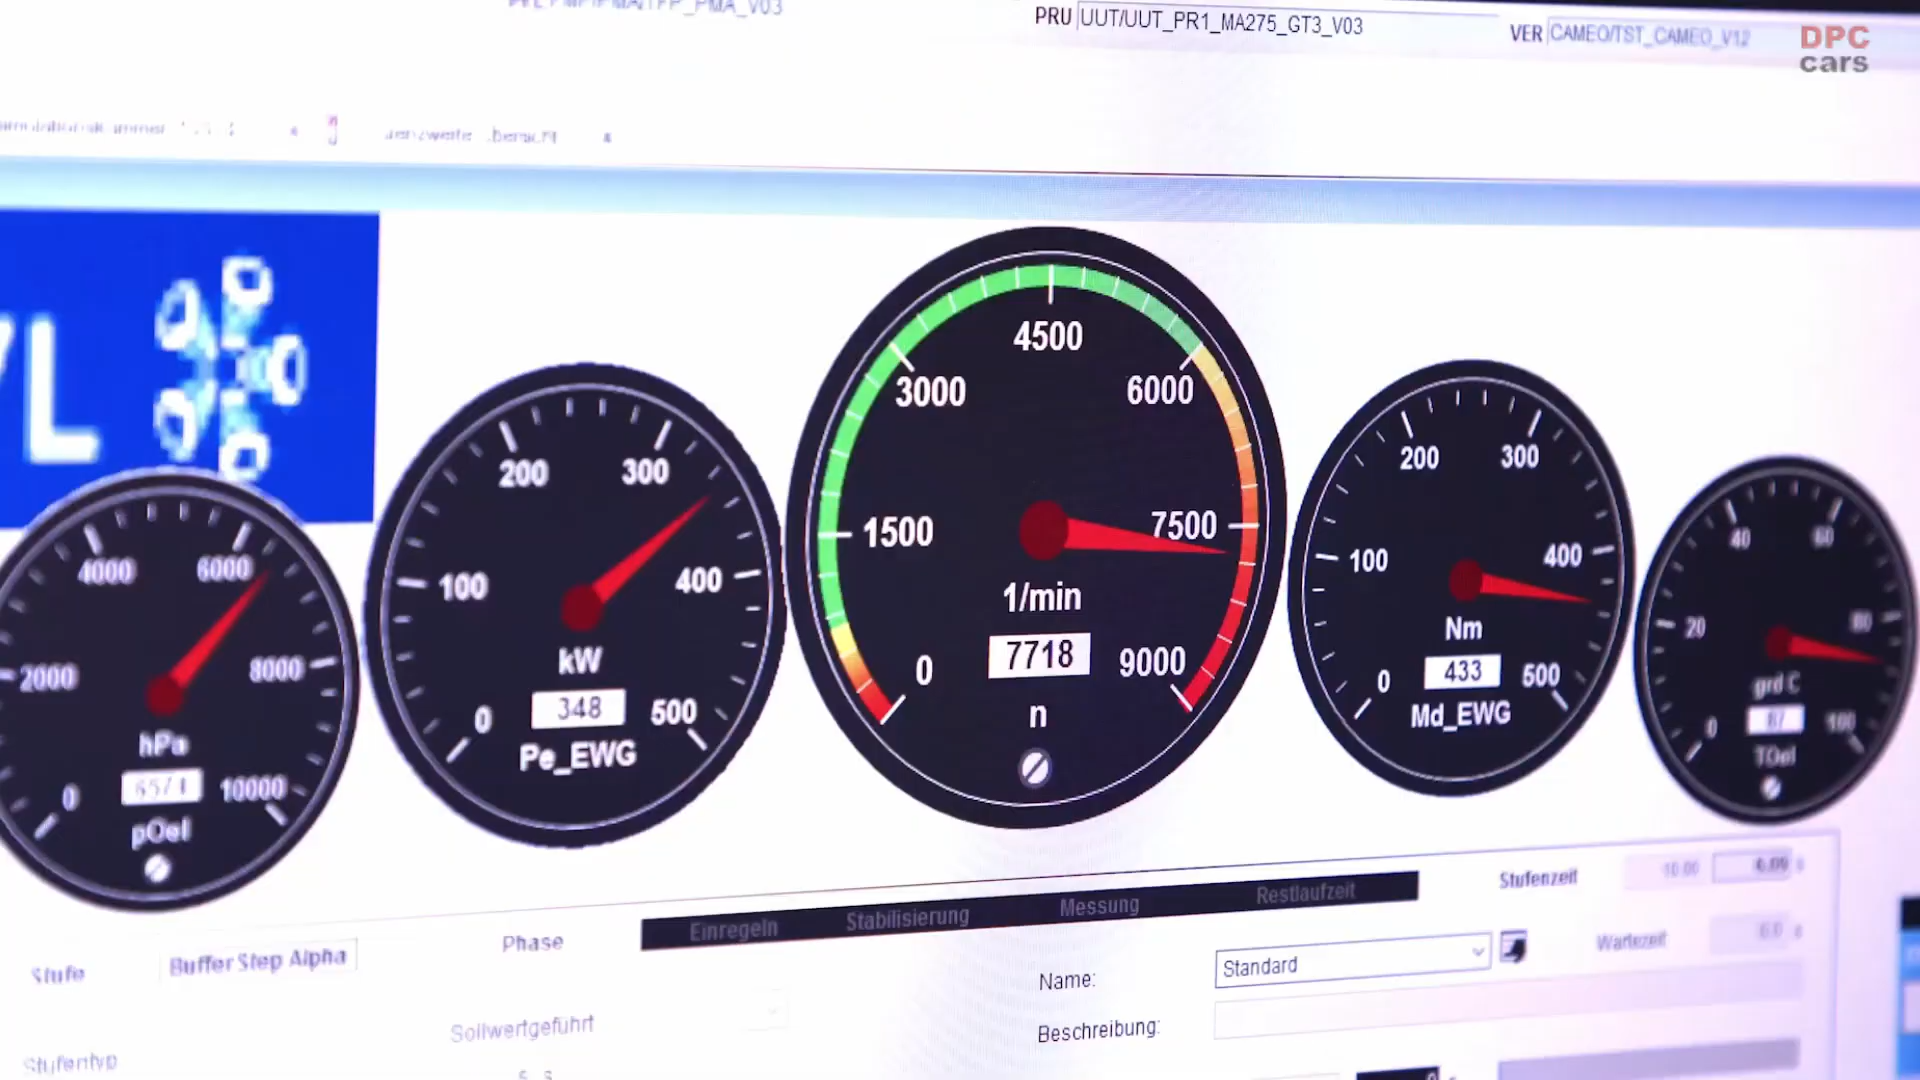 PRU UUT/UUT_PR1_MA275_GT3_V03
VER CAMEO/TST_CAMEO_V12
DPC
cars
L
4000
6000
2000
8000
hPa
0
10000
pOel
200
300
100
400
kW
0
348
500
Pe_EWG
4500
3000
6000
1500
7500
1/min
0
7718
9000
n
200
300
100
400
Nm
0
433
500
Md_EWG
40
60
20
80
grd C
0
87
100
TOel
Einregeln
Stabilisierung
Messung
Restlaufzeit
Stufenzeit
10.00
Stufe
Buffer Step Alpha
Phase
Wartezeit
Name:
Standard
Sollwertgeführt
Beschreibung:
Stufentyp